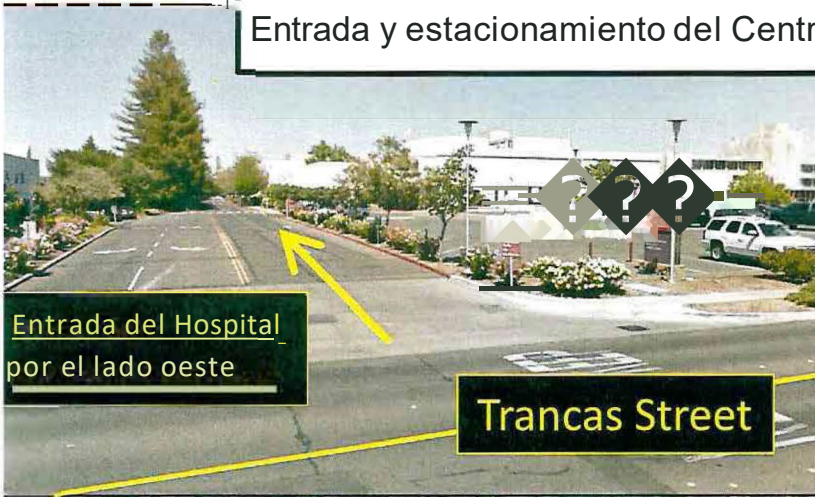 Entrada y estacionamiento del Centr
Entrada del Hospital
por el lado oeste
Trancas Street